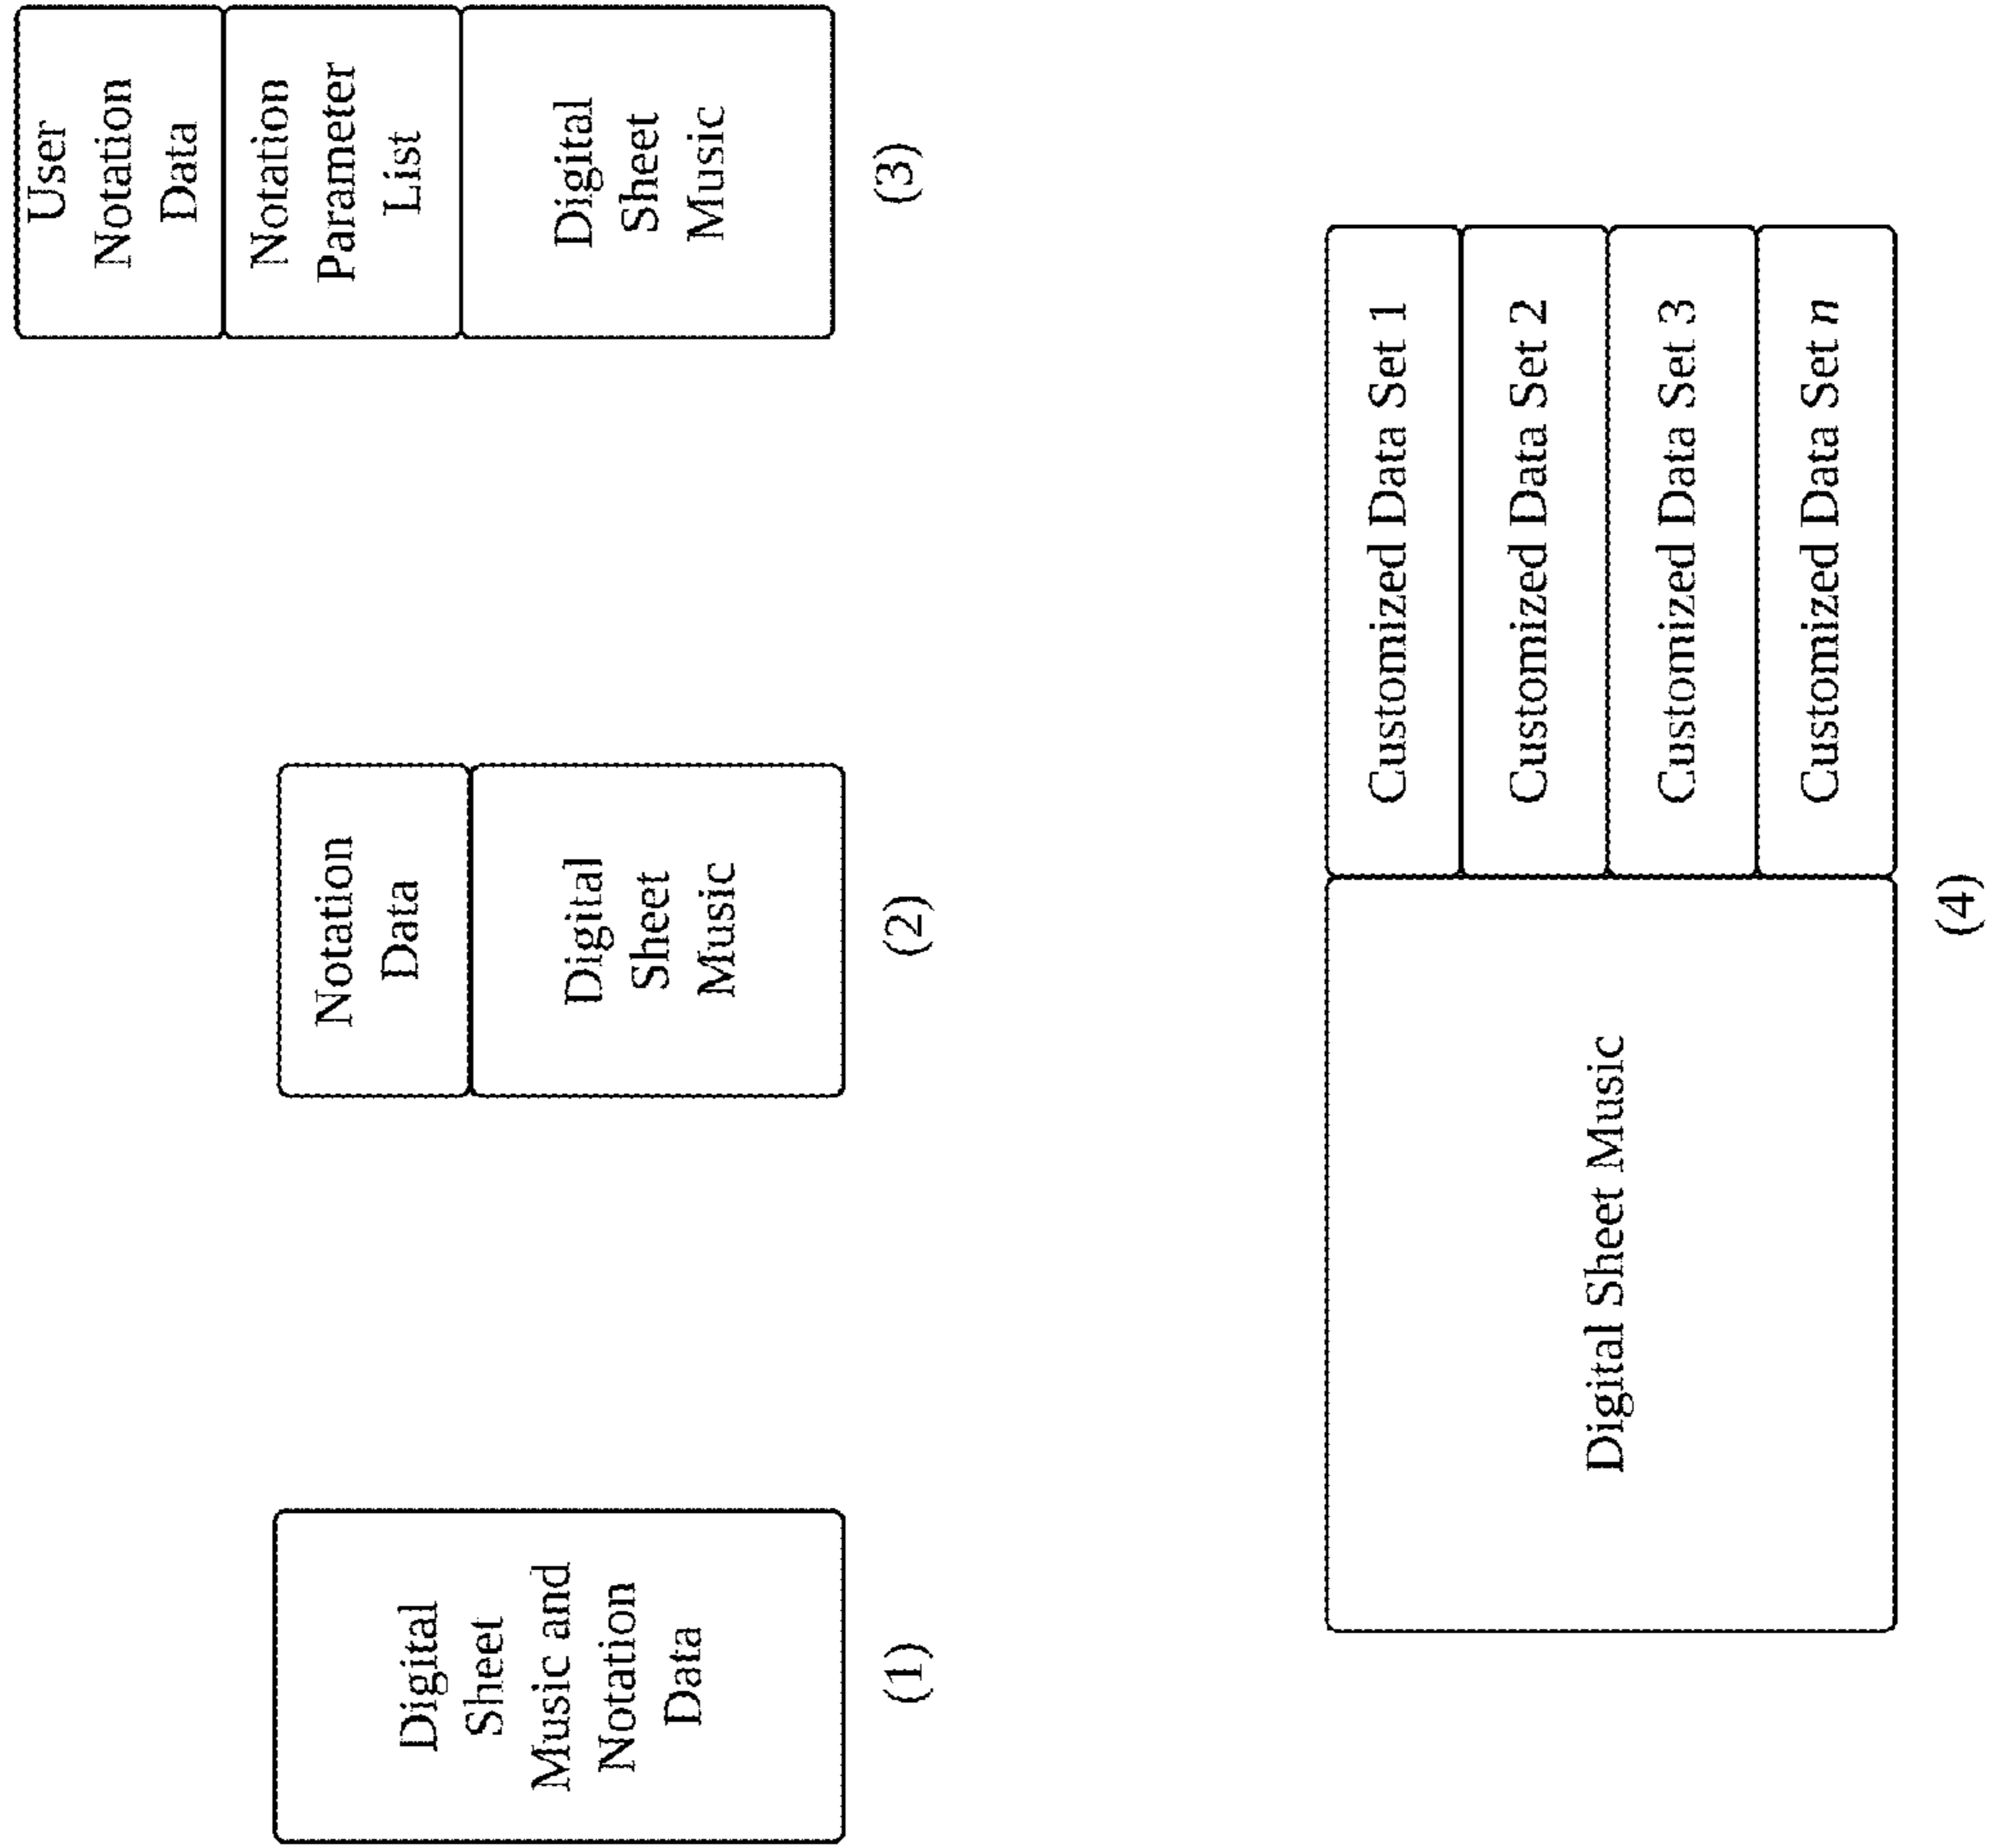 Digital
Sheet
Music and
Notation
Data
(1)
Notation
Data
Digital
Sheet
Music
(2)
User
Notation
Data
Notation
Parameter
List
Digital
Sheet
Music
(3)
Digital Sheet Music
Customized Data Set 1
Customized Data Set 2
Customized Data Set 3
Customized Data Set n
(4)